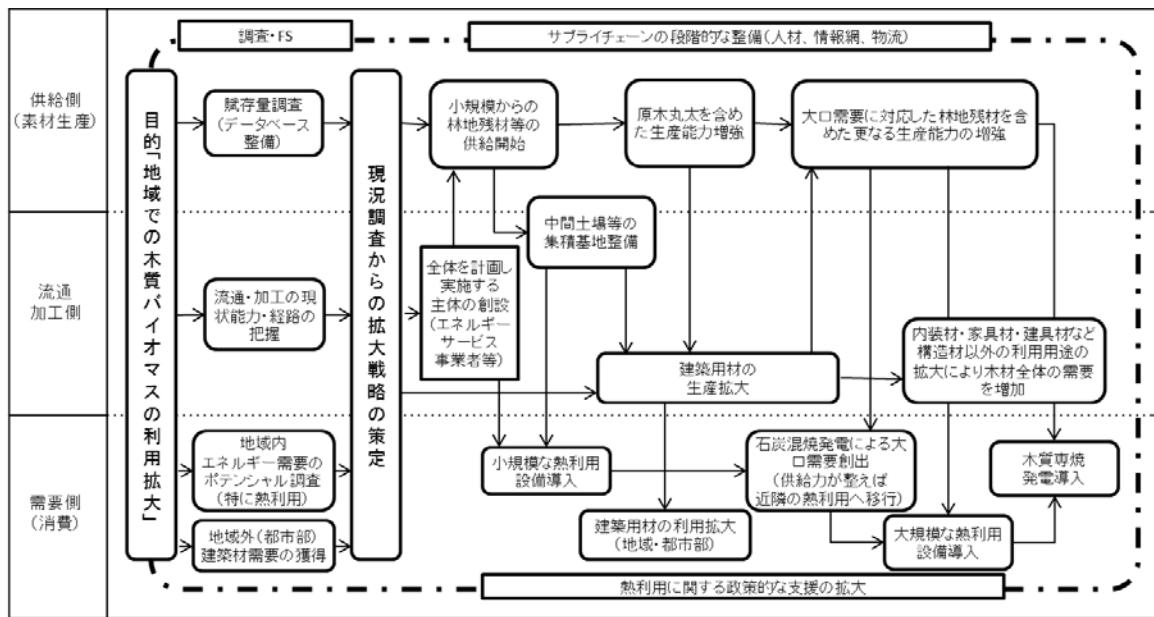 調査・FS
サプライチェーンの段階的な整備(人材、情報網、物流)
供給側
(素材生産)
流通
加工側
需要側
(消費)
目的「地域での木質バイオマスの利用拡大」
賦存量調査
(データベース
整備)
流通・加工の現
状能力・経路の
把握
地域内
エネルギー需要の
ポテンシャル調査
(特に熱利用)
地域外(都市部)
建築材需要の獲得
現況調査からの拡大戦略の策定
小規模からの
林地残材等の
供給開始
原木丸太を含め
た生産能力増強
大口需要に対応した林地残材を含
めた更なる生産能力の増強
中間土場等の
集積基地整備
全体を計画し
実施する
主体の創設
(エネルギー
サービス
事業者等)
建築用材の
生産拡大
内装材・家具材・建具材など
構造材以外の利用用途の
拡大により木材全体の需要
を増加
小規模な熱利用
設備導入
石炭混焼発電による大
口需要創出
(供給力が整えば
近隣の熱利用へ移行)
木質専焼
発電導入
建築用材の利用拡大
(地域・都市部)
大規模な熱利用
設備導入
熱利用に関する政策的な支援の拡大